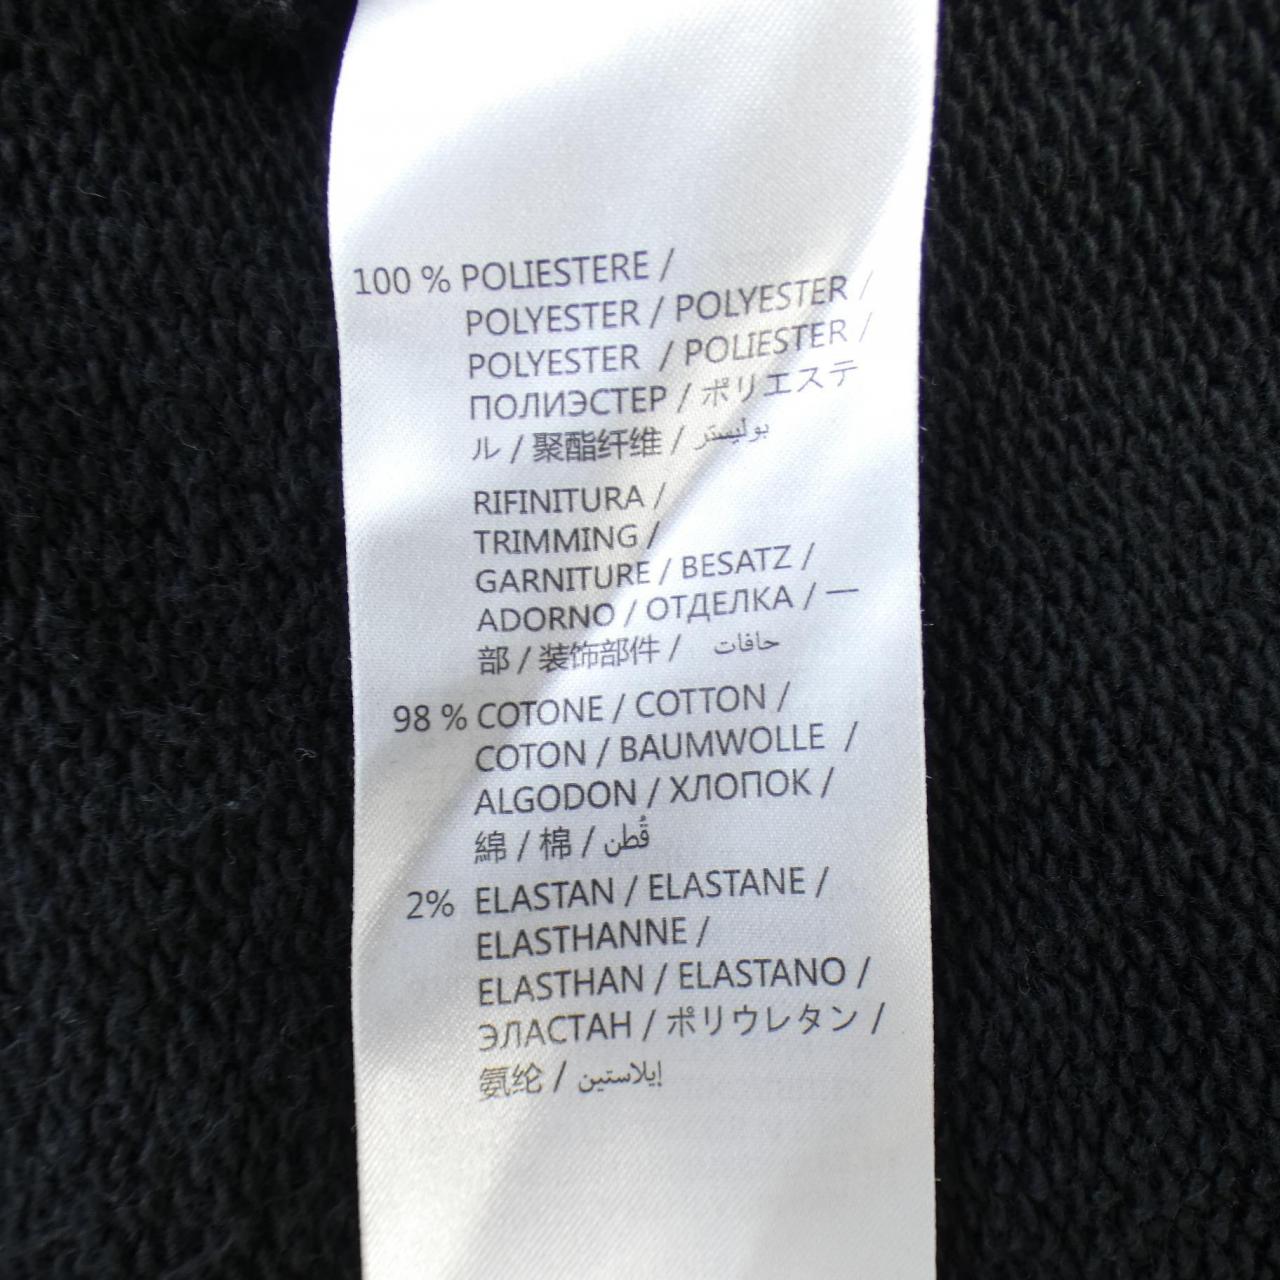 100 % POLIESTERE /
POLYESTER / POLYESTER /
POLYESTER / POLIESTER /
ПОЛИЭСТЕР / ポリエステ
ル / 聚酯纤维 / بوليستر
RIFINITURA /
TRIMMING /
GARNITURE / BESATZ /
ADORNO / ОТДЕЛКА / 一
部 / 装饰部件 / حافات
98 % COTONE / COTTON /
COTON / BAUMWOLLE /
ALGODON / ХЛОПОК /
綿 / 棉 / قُطن
2% ELASTAN / ELASTANE /
ELASTHANNE /
ELASTHAN / ELASTANO /
ЭЛАСТАН / ポリウレタン /
氨纶 / إيلاستين